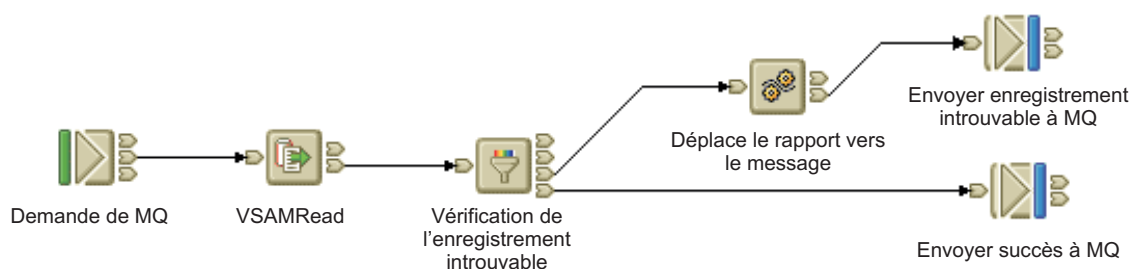 Demande de MQ
VSAMRead
Vérification de
l'enregistrement
introuvable
Déplace le rapport vers
le message
Envoyer enregistrement
introuvable à MQ
Envoyer succès à MQ